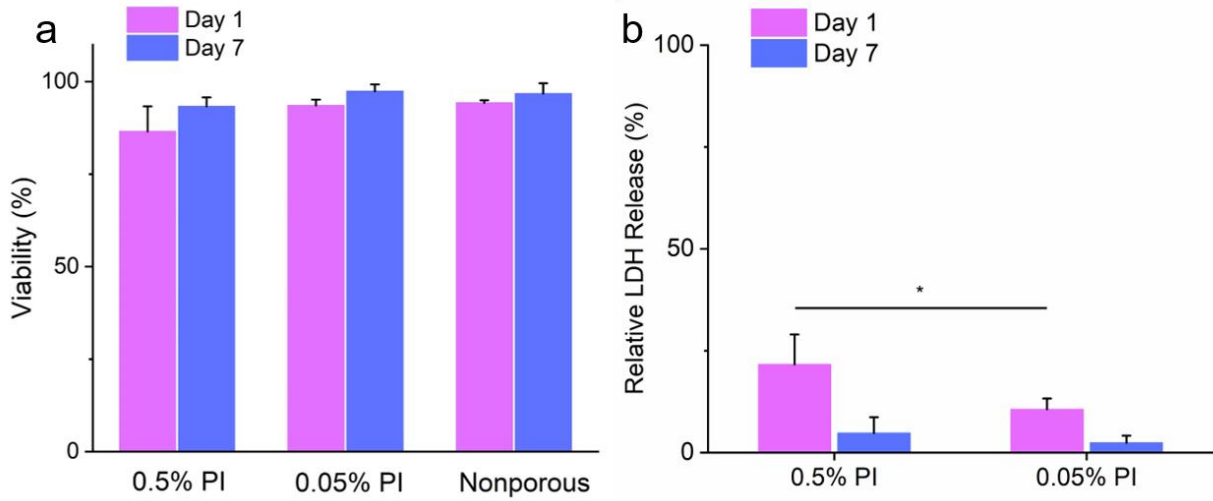 a
Day 1
Day 7
Viability (%)
100
50
0
0.5% PI
0.05% PI
Nonporous
b
Day 1
Day 7
Relative LDH Release (%)
100
50
0
*
0.5% PI
0.05% PI